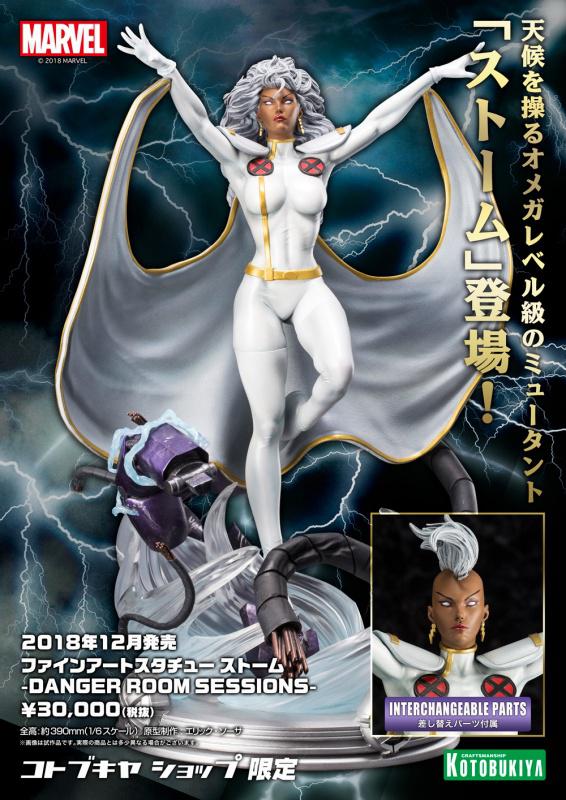 MARVEL
© 2018 MARVEL
天候を操るオメガレベル級のミュータント
「ストーム」登場！
2018年12月発売
ファインアートスタチュー ストーム
-DANGER ROOM SESSIONS-
¥30,000(税抜)
全高：約390mm(1/6スケール) 原型制作・エリック・ソーサ
※画像は試作品です。実際の商品とは多少異なる場合がございます。
コトブキヤ ショップ 限定
INTERCHANGEABLE PARTS
差し替えパーツ付属
CRAFTSMANSHIP
KOTOBUKIYA